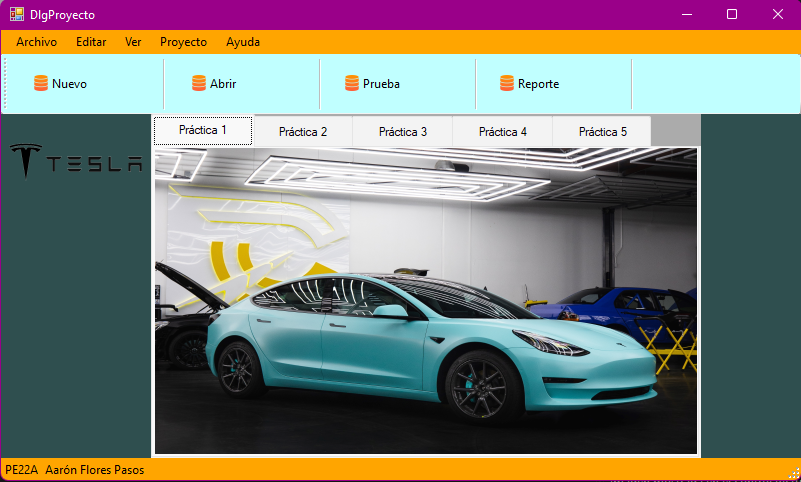 DlgProyecto
Archivo Editar Ver Proyecto Ayuda
Nuevo Abrir Prueba Reporte
Práctica 1 Práctica 2 Práctica 3 Práctica 4 Práctica 5
TESLA
PE22A Aarón Flores Pasos